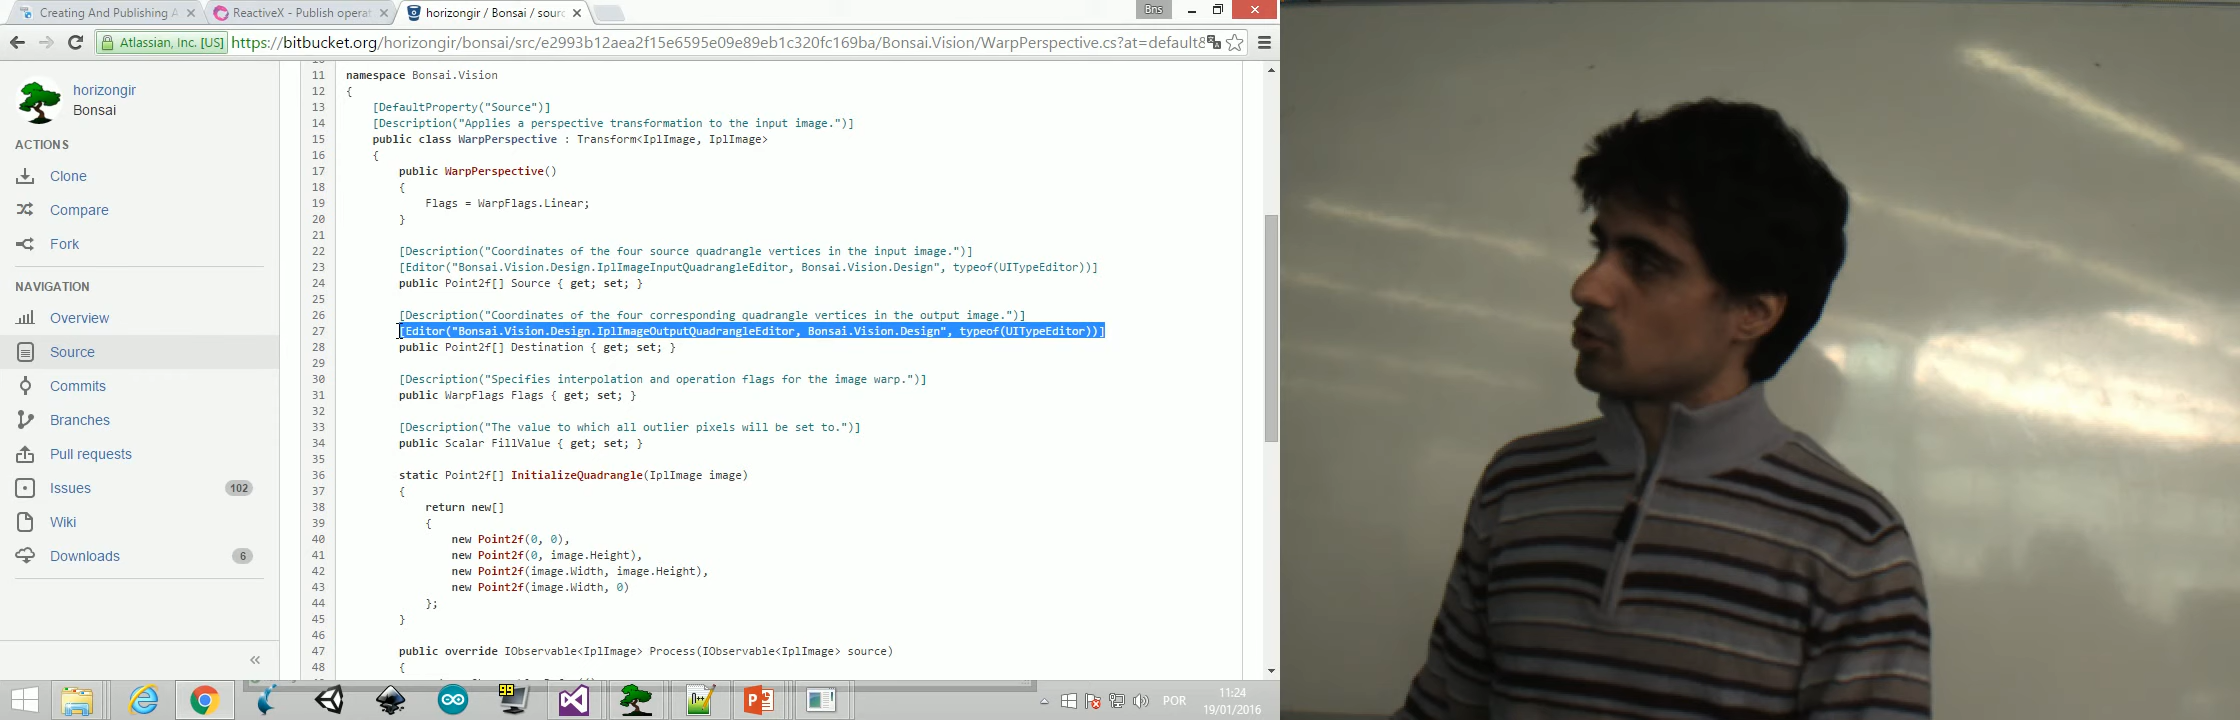 Creating And Publishing A
ReactiveX - Publish operat
horizongir / Bonsai / sour
Bns
Atlassian, Inc. [US]
https://bitbucket.org/horizongir/bonsai/src/e2993b12aea2f15e6595e09e89eb1c320fc169ba/Bonsai.Vision/WarpPerspective.cs?at=default&
horizongir
Bonsai
ACTIONS
Clone
Compare
Fork
NAVIGATION
Overview
Source
Commits
Branches
Pull requests
Issues 102
Wiki
Downloads 6
«
10
11 namespace Bonsai.Vision
12 {
13 [DefaultProperty("Source")]
14 [Description("Applies a perspective transformation to the input image.")]
15 public class WarpPerspective : Transform<IplImage, IplImage>
16 {
17 public WarpPerspective()
18 {
19 Flags = WarpFlags.Linear;
20 }
21
22 [Description("Coordinates of the four source quadrangle vertices in the input image.")]
23 [Editor("Bonsai.Vision.Design.IplImageInputQuadrangleEditor, Bonsai.Vision.Design", typeof(UITypeEditor))]
24 public Point2f[] Source { get; set; }
25
26 [Description("Coordinates of the four corresponding quadrangle vertices in the output image.")]
27 [Editor("Bonsai.Vision.Design.IplImageOutputQuadrangleEditor, Bonsai.Vision.Design", typeof(UITypeEditor))]
28 public Point2f[] Destination { get; set; }
29
30 [Description("Specifies interpolation and operation flags for the image warp.")]
31 public WarpFlags Flags { get; set; }
32
33 [Description("The value to which all outlier pixels will be set to.")]
34 public Scalar FillValue { get; set; }
35
36 static Point2f[] InitializeQuadrangle(IplImage image)
37 {
38 return new[]
39 {
40 new Point2f(0, 0),
41 new Point2f(0, image.Height),
42 new Point2f(image.Width, image.Height),
43 new Point2f(image.Width, 0)
44 };
45 }
46
47 public override IObservable<IplImage> Process(IObservable<IplImage> source)
48 {
99
POR
11:24
19/01/2016